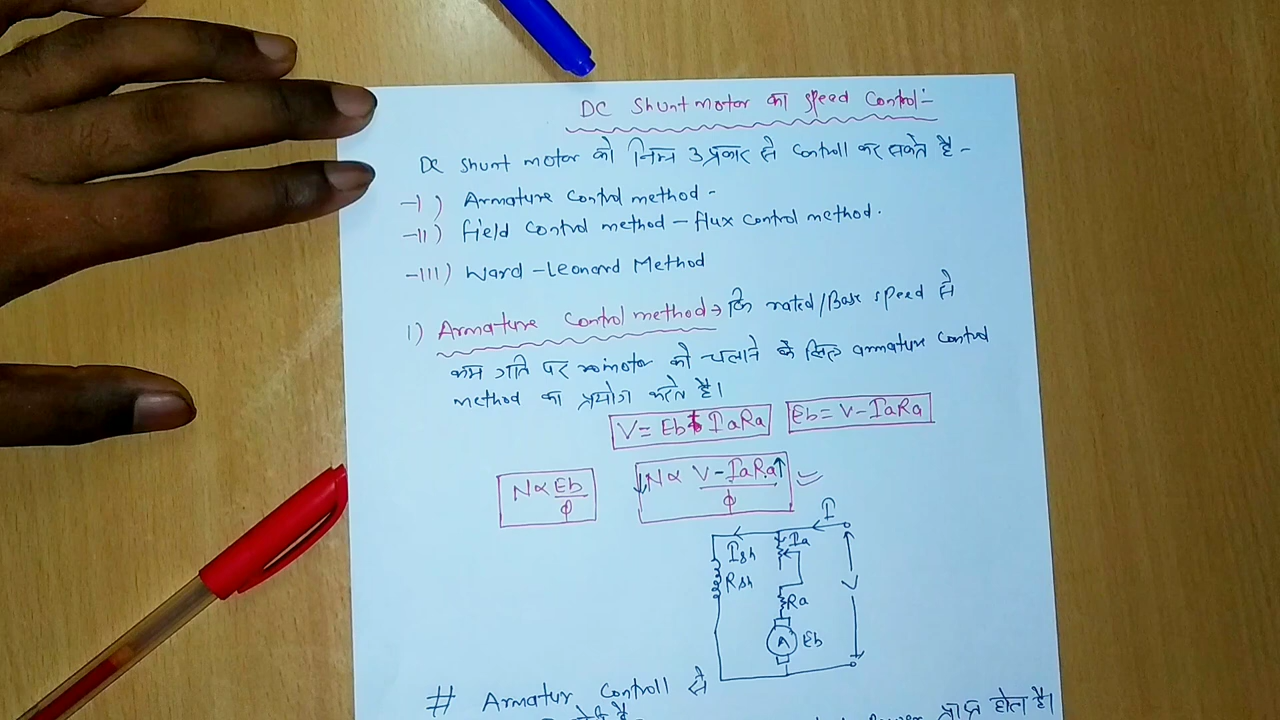 DC Shunt motor का speed Control:-
DC shunt motor को निम्न 3 प्रकार से controll कर सकते है -
-I) Armature Control method -
-II) field Control method - flux control method.
-III) Ward-Leonard Method
1) Armature Control method → कि rated/Base speed से
कम गति पर motor को चलाने के लिए armature control
method का प्रयोग करते है।
V= Eb+ IaRa Eb= V- IaRa
N∝ Eb/ϕ ↓N∝ V-IaRa↑/ϕ
I
Ish Ia
Rsh V
Ra
A Eb
# Armatur Controll से
प्राप्त होता है।